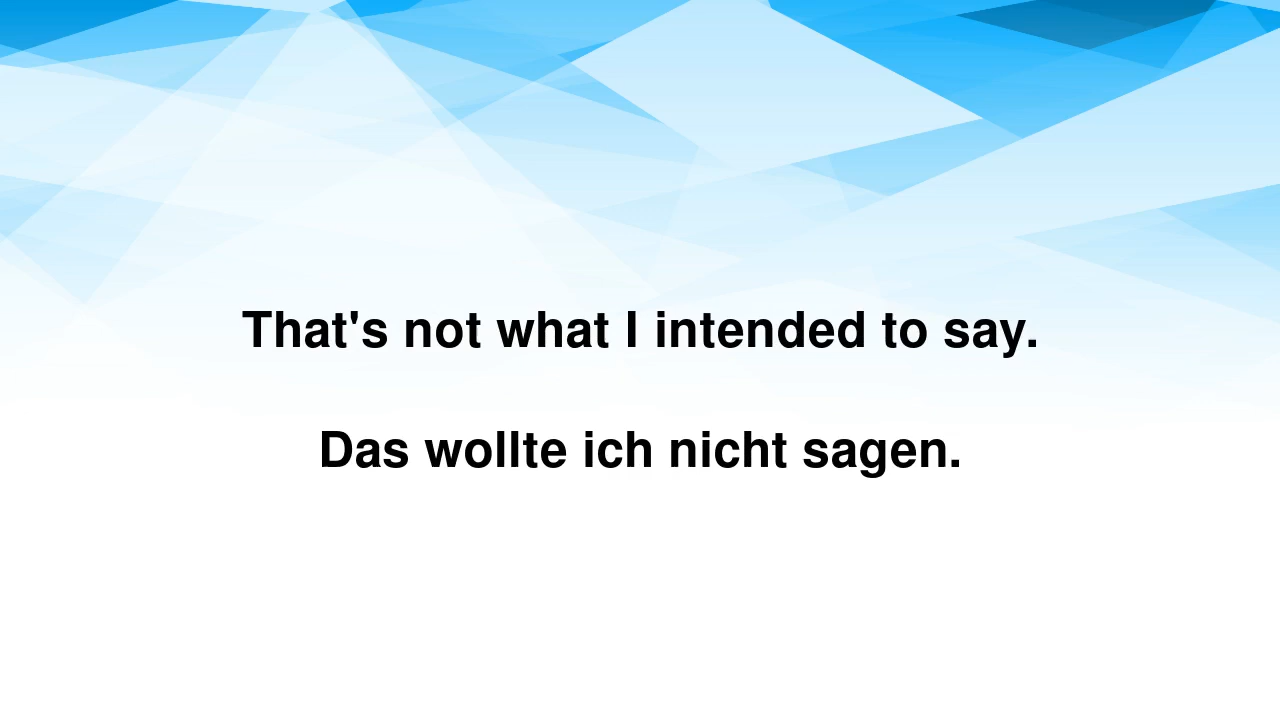 That's not what I intended to say.
Das wollte ich nicht sagen.